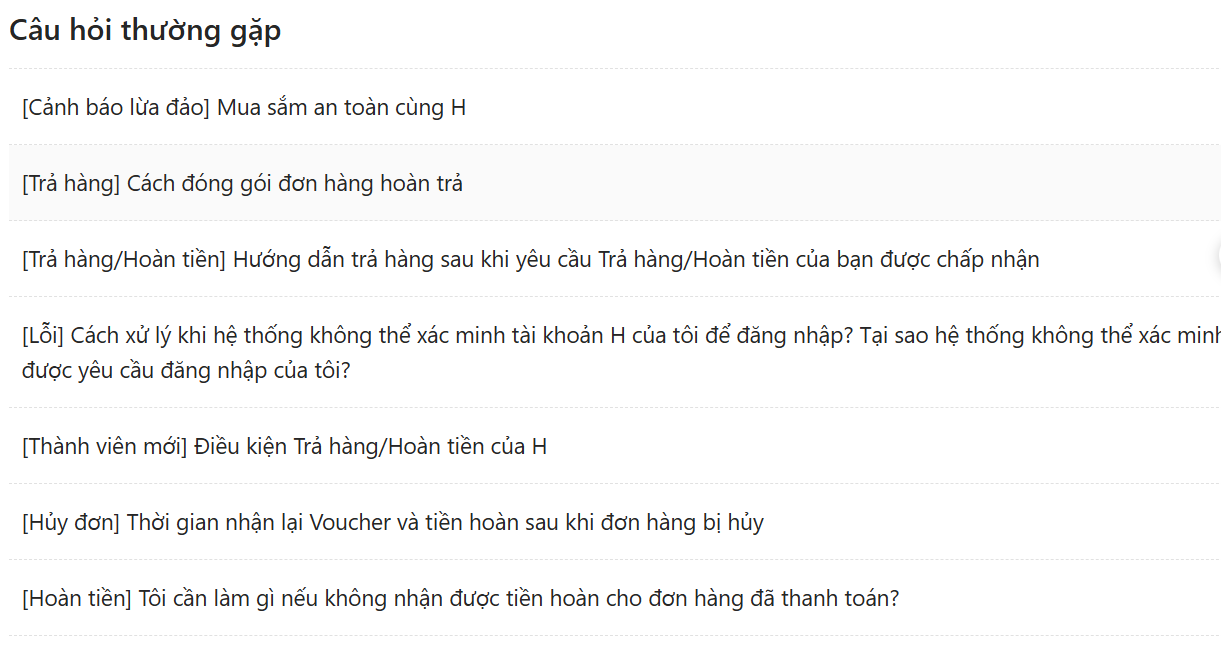 Câu hỏi thường gặp
[Cảnh báo lừa đảo] Mua sắm an toàn cùng H
[Trả hàng] Cách đóng gói đơn hàng hoàn trả
[Trả hàng/Hoàn tiền] Hướng dẫn trả hàng sau khi yêu cầu Trả hàng/Hoàn tiền của bạn được chấp nhận
[Lỗi] Cách xử lý khi hệ thống không thể xác minh tài khoản H của tôi để đăng nhập? Tại sao hệ thống không thể xác minh
được yêu cầu đăng nhập của tôi?
[Thành viên mới] Điều kiện Trả hàng/Hoàn tiền của H
[Hủy đơn] Thời gian nhận lại Voucher và tiền hoàn sau khi đơn hàng bị hủy
[Hoàn tiền] Tôi cần làm gì nếu không nhận được tiền hoàn cho đơn hàng đã thanh toán?